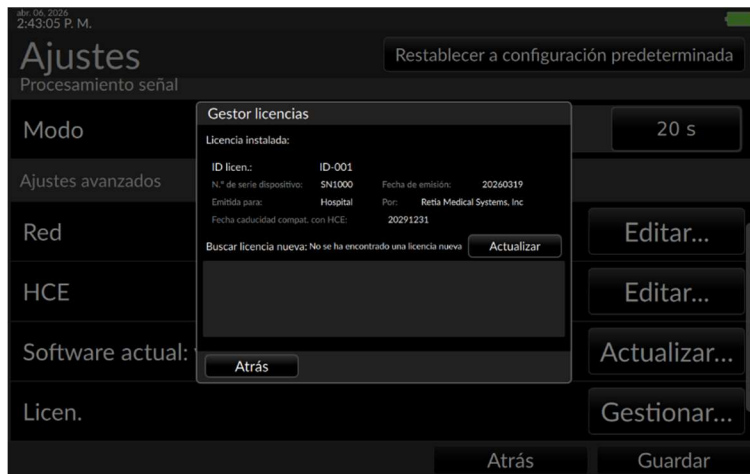 abr. 06, 2026
2:43:05 P. M.
Ajustes
Restablecer a configuración predeterminada
Procesamiento señal
Modo
20 s
Ajustes avanzados
Red
Editar...
HCE
Editar...
Software actual:
Actualizar...
Licen.
Gestionar...
Atrás
Guardar
Gestor licencias
Licencia instalada:
ID licen.: ID-001
N.º de serie dispositivo: SN1000 Fecha de emisión: 20260319
Emitida para: Hospital Por: Retia Medical Systems, Inc
Fecha caducidad compat. con HCE: 20291231
Buscar licencia nueva: No se ha encontrado una licencia nueva Actualizar
Atrás